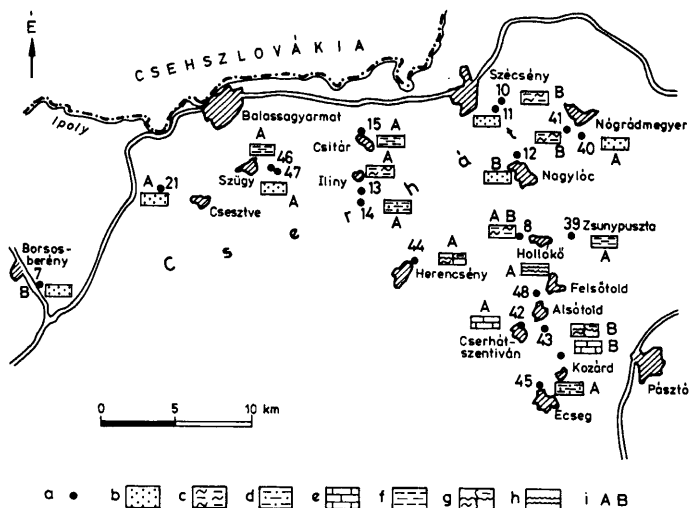 É
CSEHSZLOVÁKIA
Ipoly
Balassagyarmat
Szécsény
10
B
11
B
41
Nógrádmegyer
B
40
A
15
Csitár
A
A
46
47
Szügy
A
Iliny
A
13
14
A
B
12
Nagylóc
A
21
Csesztve
Cserhát
Borsos-
berény
7
B
A B
8
Hollókő
39
Zsunypuszta
A
44
A
Herencsény
A
Felsőtold
48
Alsótold
42
A
43
B
B
Cserhát-
szentiván
Kozárd
45
A
Ecseg
Pásztó
0 5 10 km
a b c d e f g h i A B